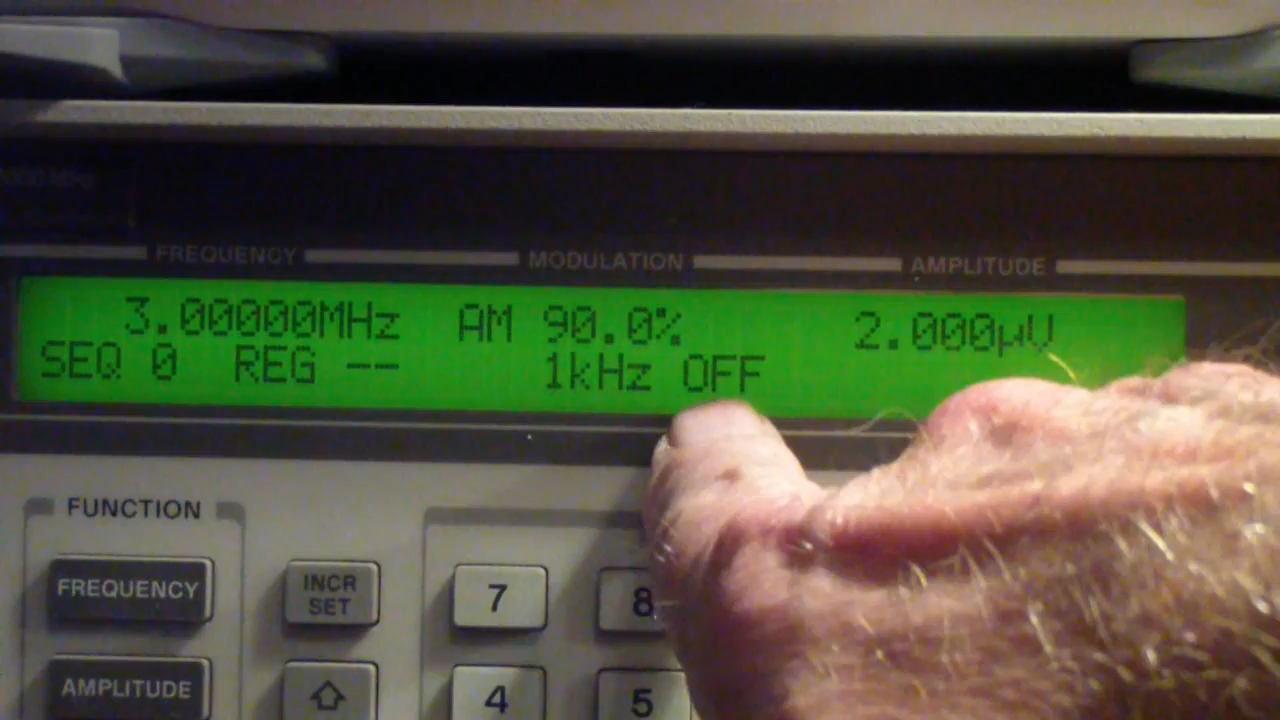 FREQUENCY MODULATION AMPLITUDE
3.00000MHz AM 90.0% 2.000µV
SEQ 0 REG -- 1kHz OFF
FUNCTION
FREQUENCY
INCR
SET
7
8
AMPLITUDE
4
5